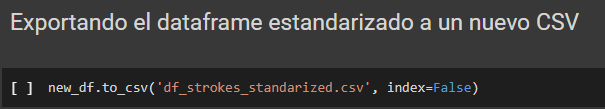 Exportando el dataframe estandarizado a un nuevo CSV
[ ] new_df.to_csv('df_strokes_standarized.csv', index=False)